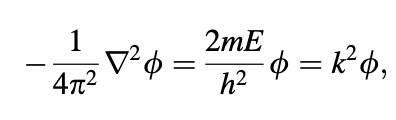 − 1/4π² ∇²ϕ = 2mE/h² ϕ = k²ϕ,